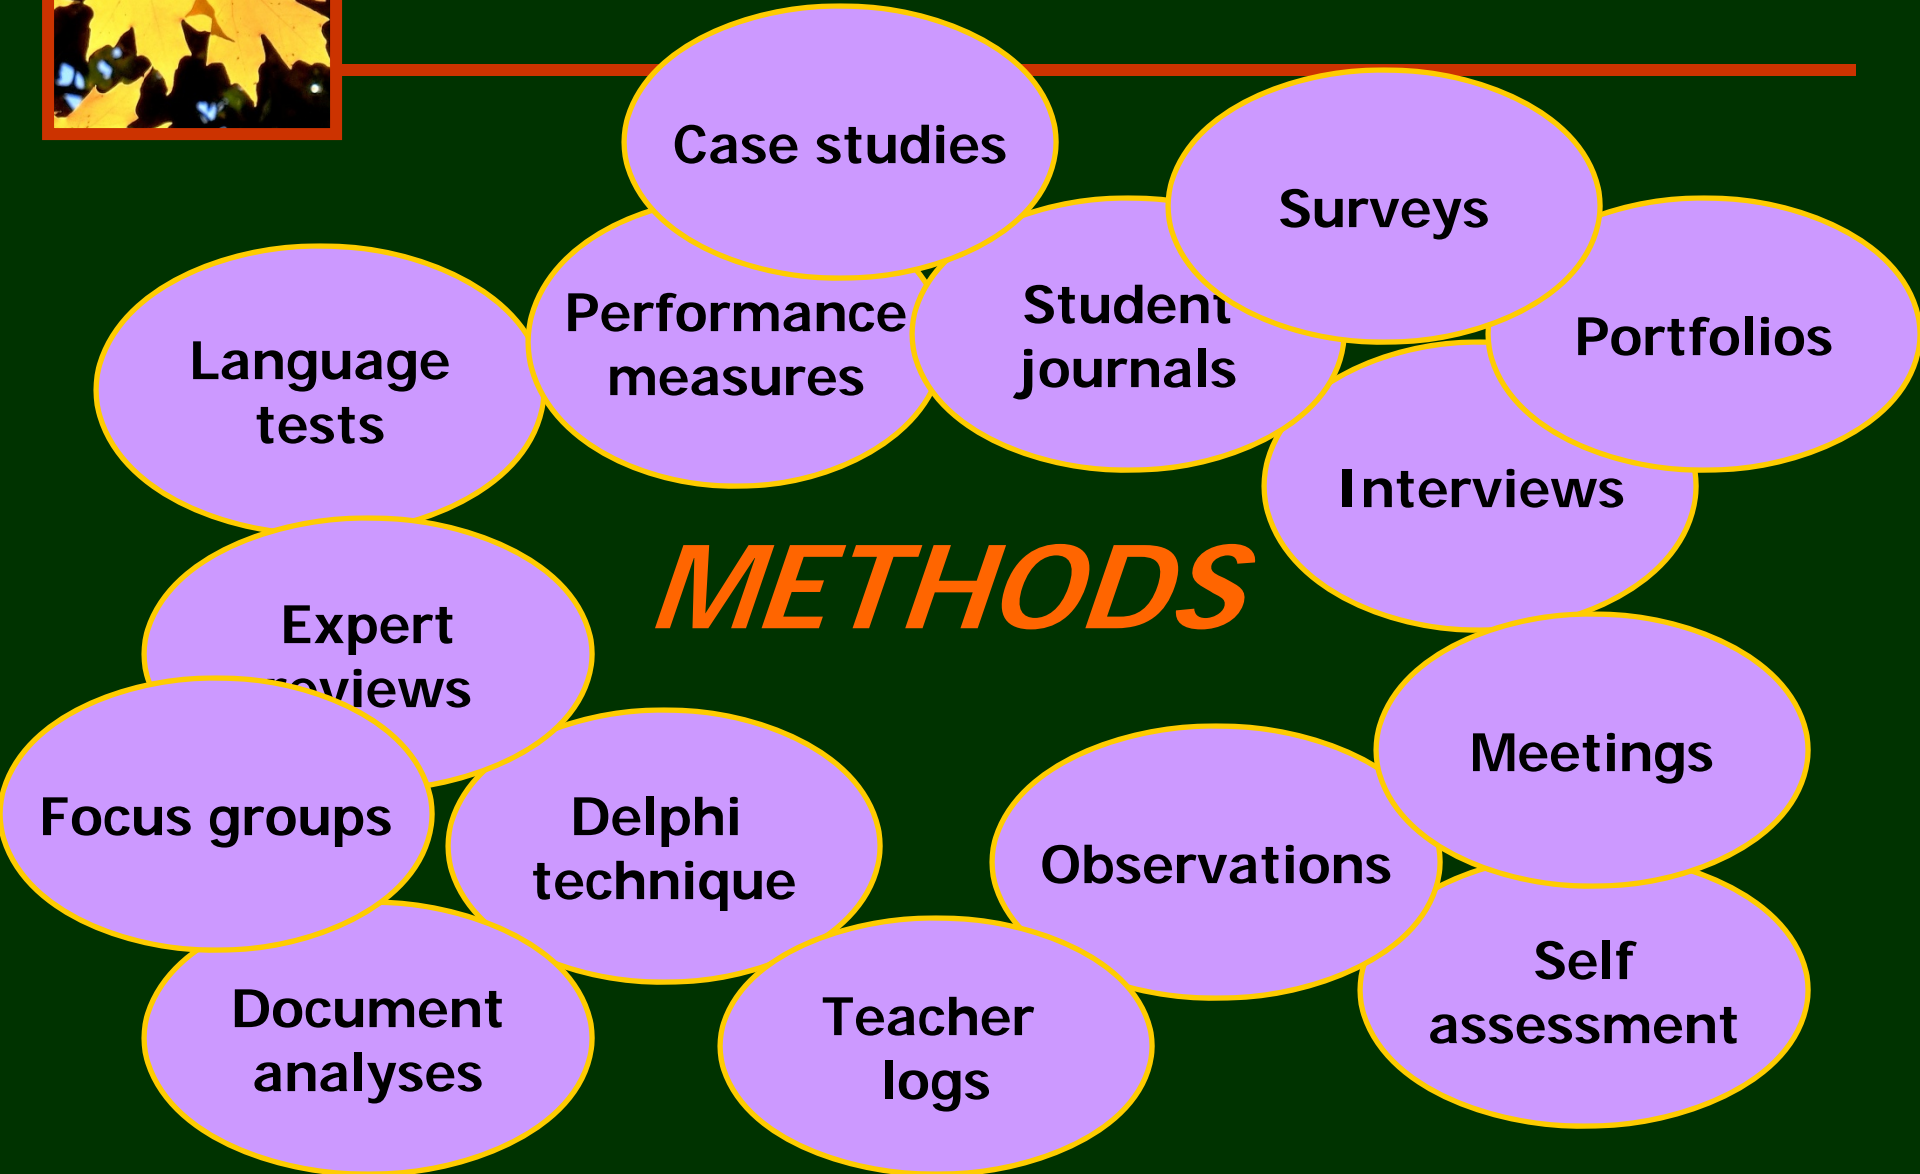 Case studies
Surveys
Performance
measures
Student
journals
Portfolios
Language
tests
Interviews
METHODS
Expert
reviews
Focus groups
Delphi
technique
Meetings
Observations
Document
analyses
Teacher
logs
Self
assessment